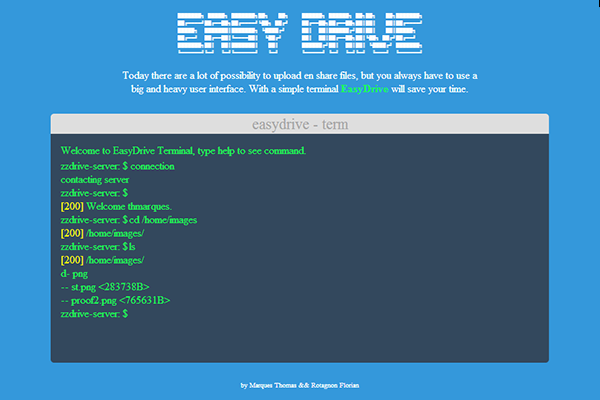 EASY DRIVE
Today there are a lot of possibility to upload en share files, but you always have to use a
big and heavy user interface. With a simple terminal EasyDrive will save your time.
easydrive - term
Welcome to EasyDrive Terminal, type help to see command.
zzdrive-server: $ connection
contacting server
zzdrive-server: $
[200] Welcome thmarques.
zzdrive-server: $ cd /home/images
[200] /home/images/
zzdrive-server: $ ls
[200] /home/images/
d- png
-- st.png <283738B>
-- proof2.png <765631B>
zzdrive-server: $
by Marques Thomas && Rotagnon Florian